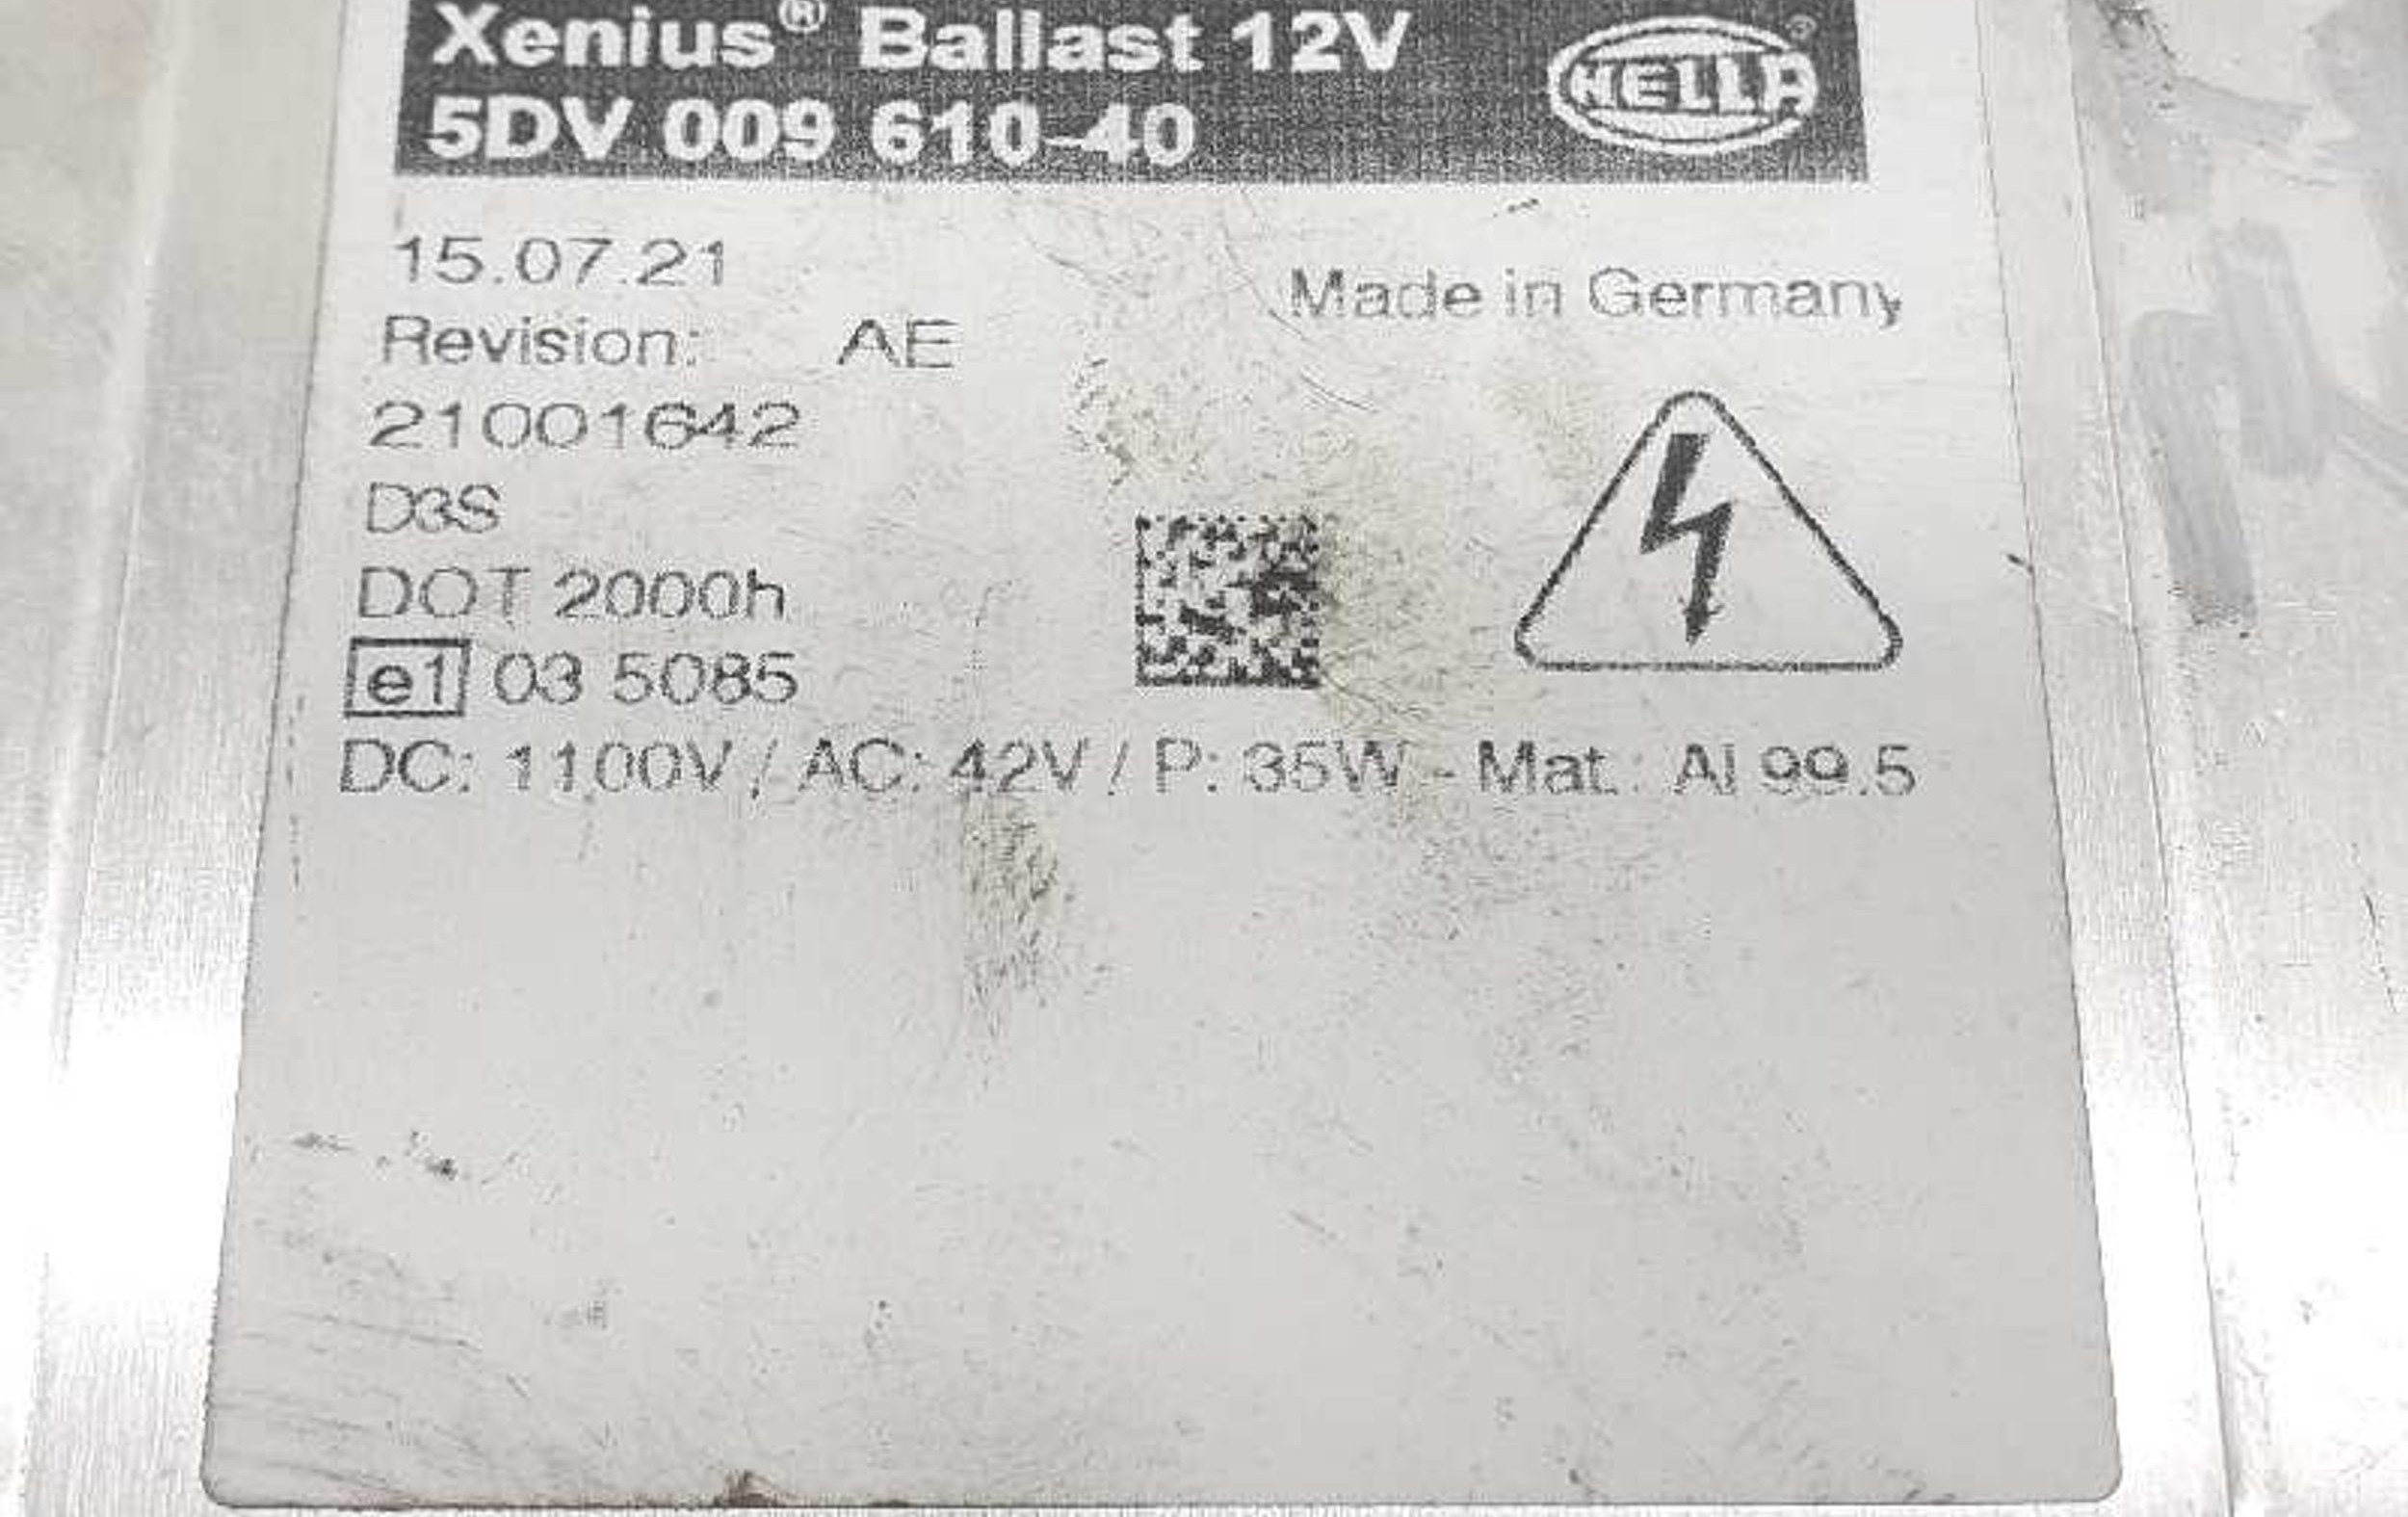 Xenius® Ballast 12V
HELLA®
5DV 009 610-40
15.07.21
Made in Germany
Revision: AE
21001642
D3S
DOT 2000h
e1 03 5085
DC: 1100V / AC: 42V / P: 35W - Mat.: Al 99.5